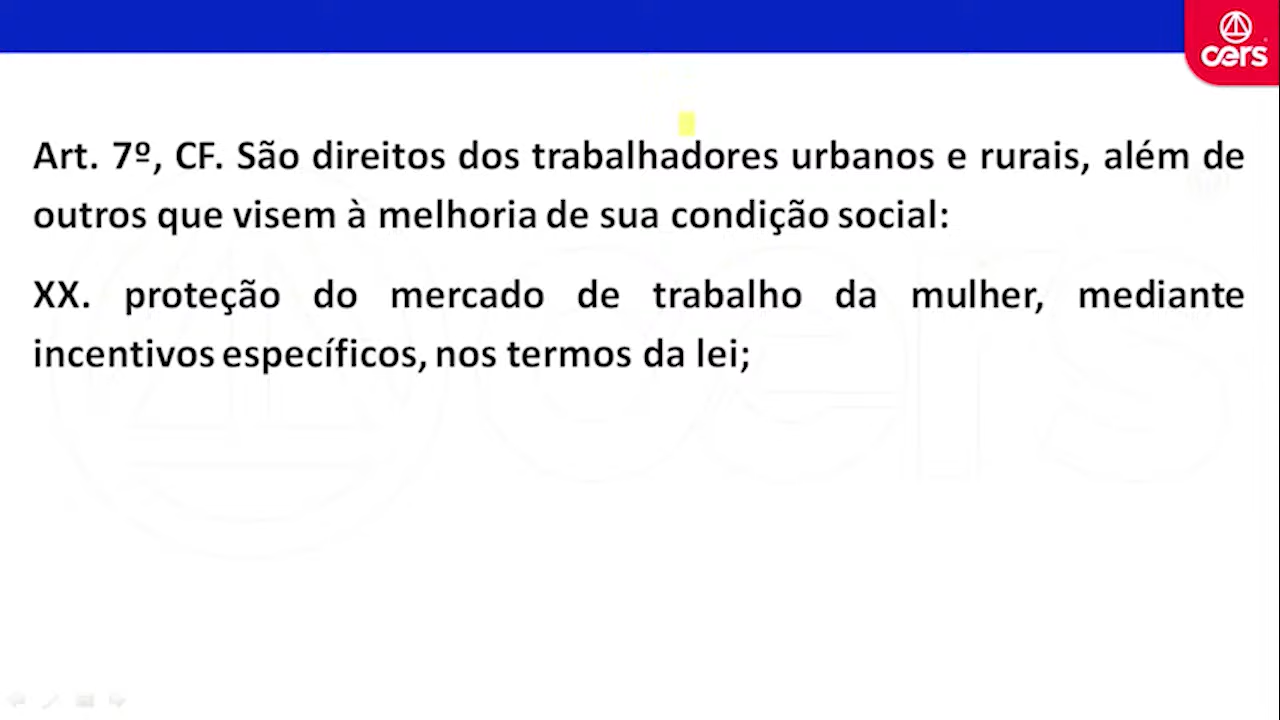 cers
Art. 7º, CF. São direitos dos trabalhadores urbanos e rurais, além de
outros que visem à melhoria de sua condição social:
XX. proteção do mercado de trabalho da mulher, mediante
incentivos específicos, nos termos da lei;